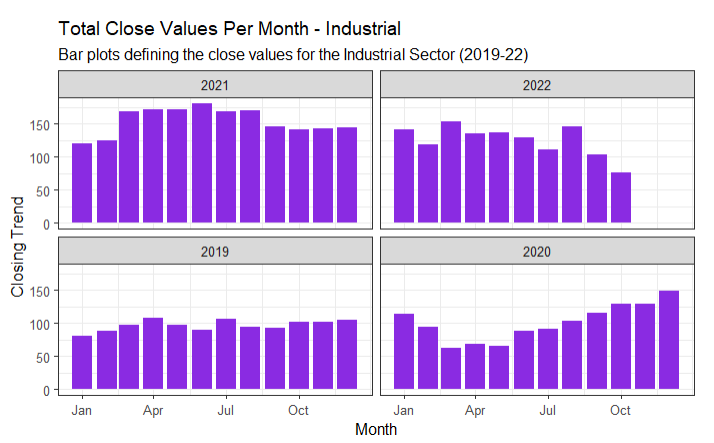 Total Close Values Per Month - Industrial
Bar plots defining the close values for the Industrial Sector (2019-22)
2021
2022
150
100
50
0
2019
2020
150
100
50
0
Jan
Apr
Jul
Oct
Jan
Apr
Jul
Oct
Closing Trend
Month